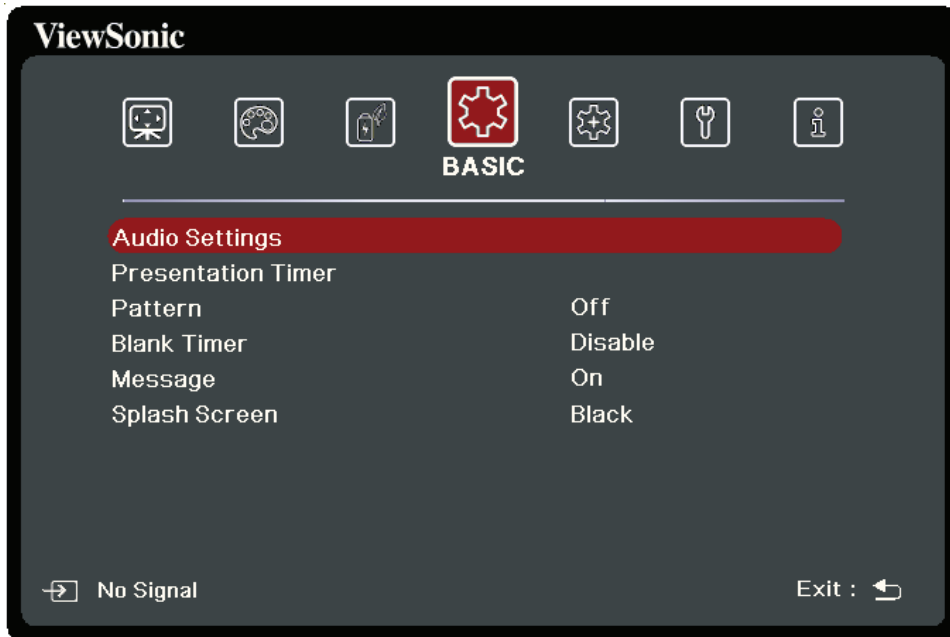 ViewSonic
BASIC
Audio Settings
Presentation Timer
Pattern Off
Blank Timer Disable
Message On
Splash Screen Black
No Signal Exit :